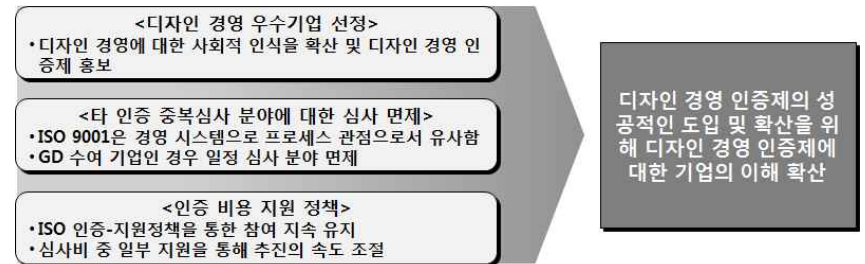 <디자인 경영 우수기업 선정>
•디자인 경영에 대한 사회적 인식을 확산 및 디자인 경영 인
증제 홍보
<타 인증 중복심사 분야에 대한 심사 면제>
•ISO 9001은 경영 시스템으로 프로세스 관점으로서 유사함
•GD 수여 기업인 경우 일정 심사 분야 면제
<인증 비용 지원 정책>
•ISO 인증-지원정책을 통한 참여 지속 유지
•심사비 중 일부 지원을 통해 추진의 속도 조절
디자인 경영 인증제의 성
공적인 도입 및 확산을 위
해 디자인 경영 인증제에
대한 기업의 이해 확산